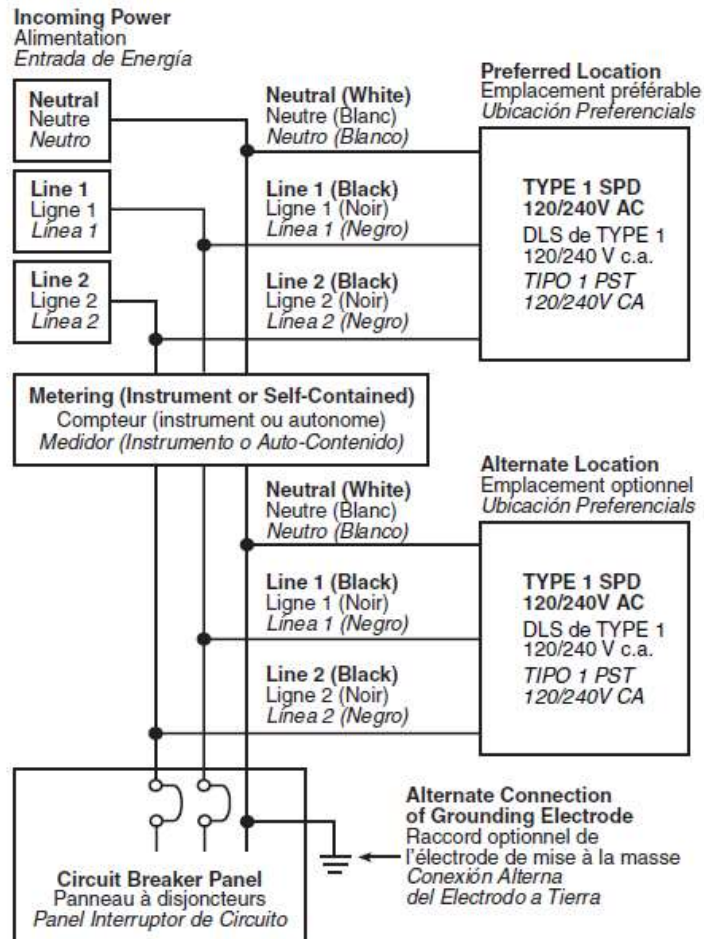 Incoming Power
Alimentation
Entrada de Energía
Neutral
Neutre
Neutro
Line 1
Ligne 1
Línea 1
Line 2
Ligne 2
Línea 2
Neutral (White)
Neutre (Blanc)
Neutro (Blanco)
Line 1 (Black)
Ligne 1 (Noir)
Línea 1 (Negro)
Line 2 (Black)
Ligne 2 (Noir)
Línea 2 (Negro)
Preferred Location
Emplacement préférable
Ubicación Preferencials
TYPE 1 SPD
120/240V AC
DLS de TYPE 1
120/240 V c.a.
TIPO 1 PST
120/240V CA
Metering (Instrument or Self-Contained)
Compteur (instrument ou autonome)
Medidor (Instrumento o Auto-Contenido)
Neutral (White)
Neutre (Blanc)
Neutro (Blanco)
Line 1 (Black)
Ligne 1 (Noir)
Línea 1 (Negro)
Line 2 (Black)
Ligne 2 (Noir)
Línea 2 (Negro)
Alternate Location
Emplacement optionnel
Ubicación Preferencials
TYPE 1 SPD
120/240V AC
DLS de TYPE 1
120/240 V c.a.
TIPO 1 PST
120/240V CA
Circuit Breaker Panel
Panneau à disjoncteurs
Panel Interruptor de Circuito
Alternate Connection
of Grounding Electrode
Raccord optionnel de
l'électrode de mise à la masse
Conexión Alterna
del Electrodo a Tierra